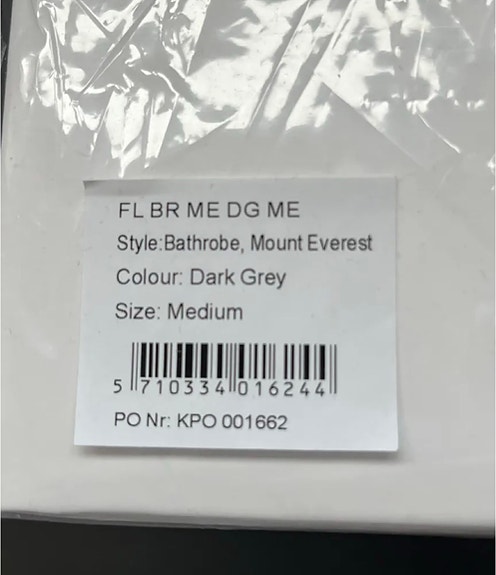 FL BR ME DG ME
Style:Bathrobe, Mount Everest
Colour: Dark Grey
Size: Medium
5 710334 016244
PO Nr: KPO 001662